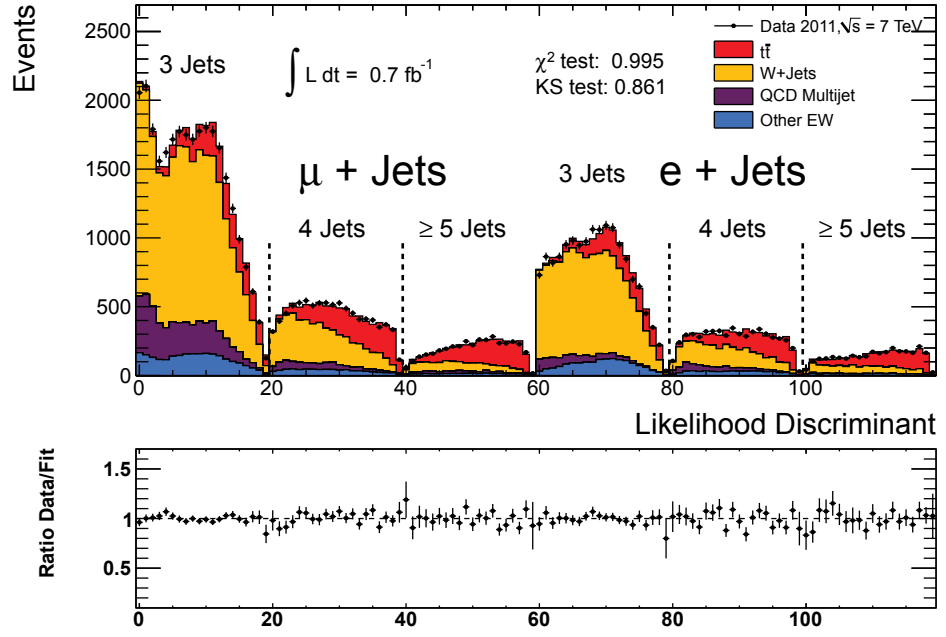 Events
2500
2000
1500
1000
500
0
3 Jets
∫ L dt = 0.7 fb⁻¹
χ² test: 0.995
KS test: 0.861
Data 2011,√s = 7 TeV
tt̄
W+Jets
QCD Multijet
Other EW
μ + Jets
4 Jets
≥ 5 Jets
3 Jets
e + Jets
4 Jets
≥ 5 Jets
0 20 40 60 80 100
Likelihood Discriminant
Ratio Data/Fit
1.5
1
0.5
0 20 40 60 80 100